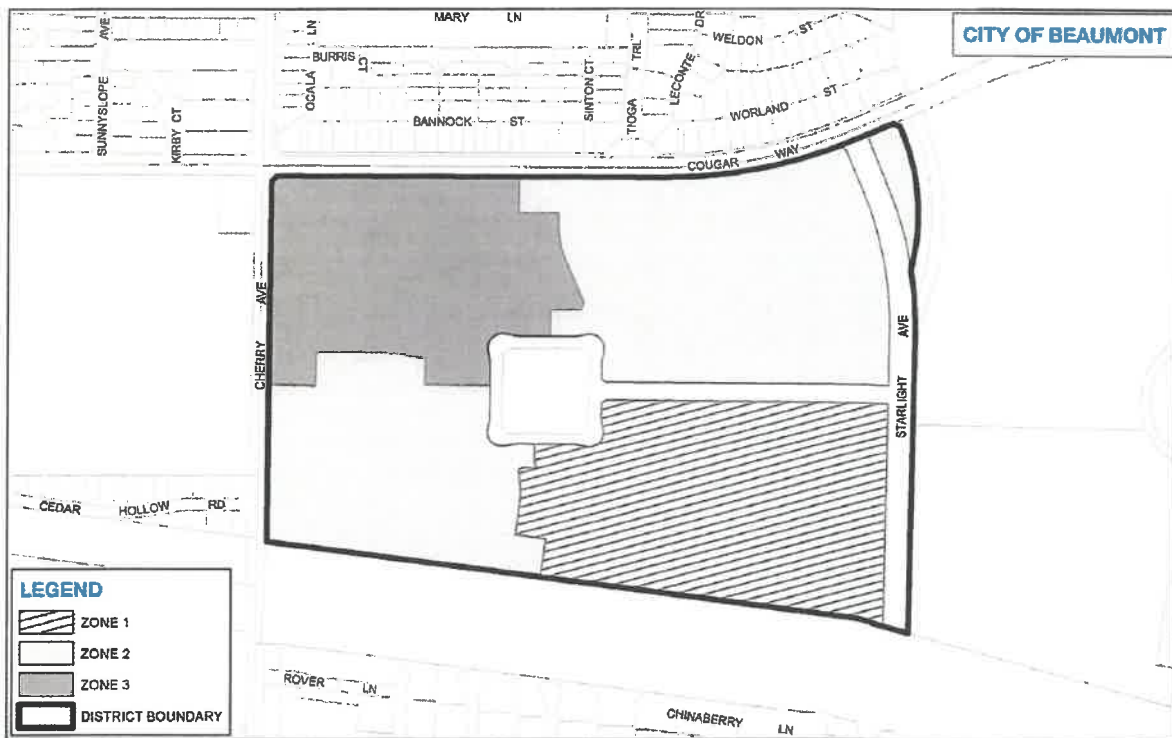 CITY OF BEAUMONT
MARY LN
SUNNYSLOPE AVE
KIRBY CT
OCALA LN
BURRIS CT
BANNOCK ST
SINTON CT
TIOGA TRL
LECONTE DR
WELDON ST
WORLAND ST
COUGAR WAY
CHERRY AVE
STARLIGHT AVE
CEDAR HOLLOW RD
LEGEND
ZONE 1
ZONE 2
ZONE 3
DISTRICT BOUNDARY
ROVER LN
CHINABERRY LN